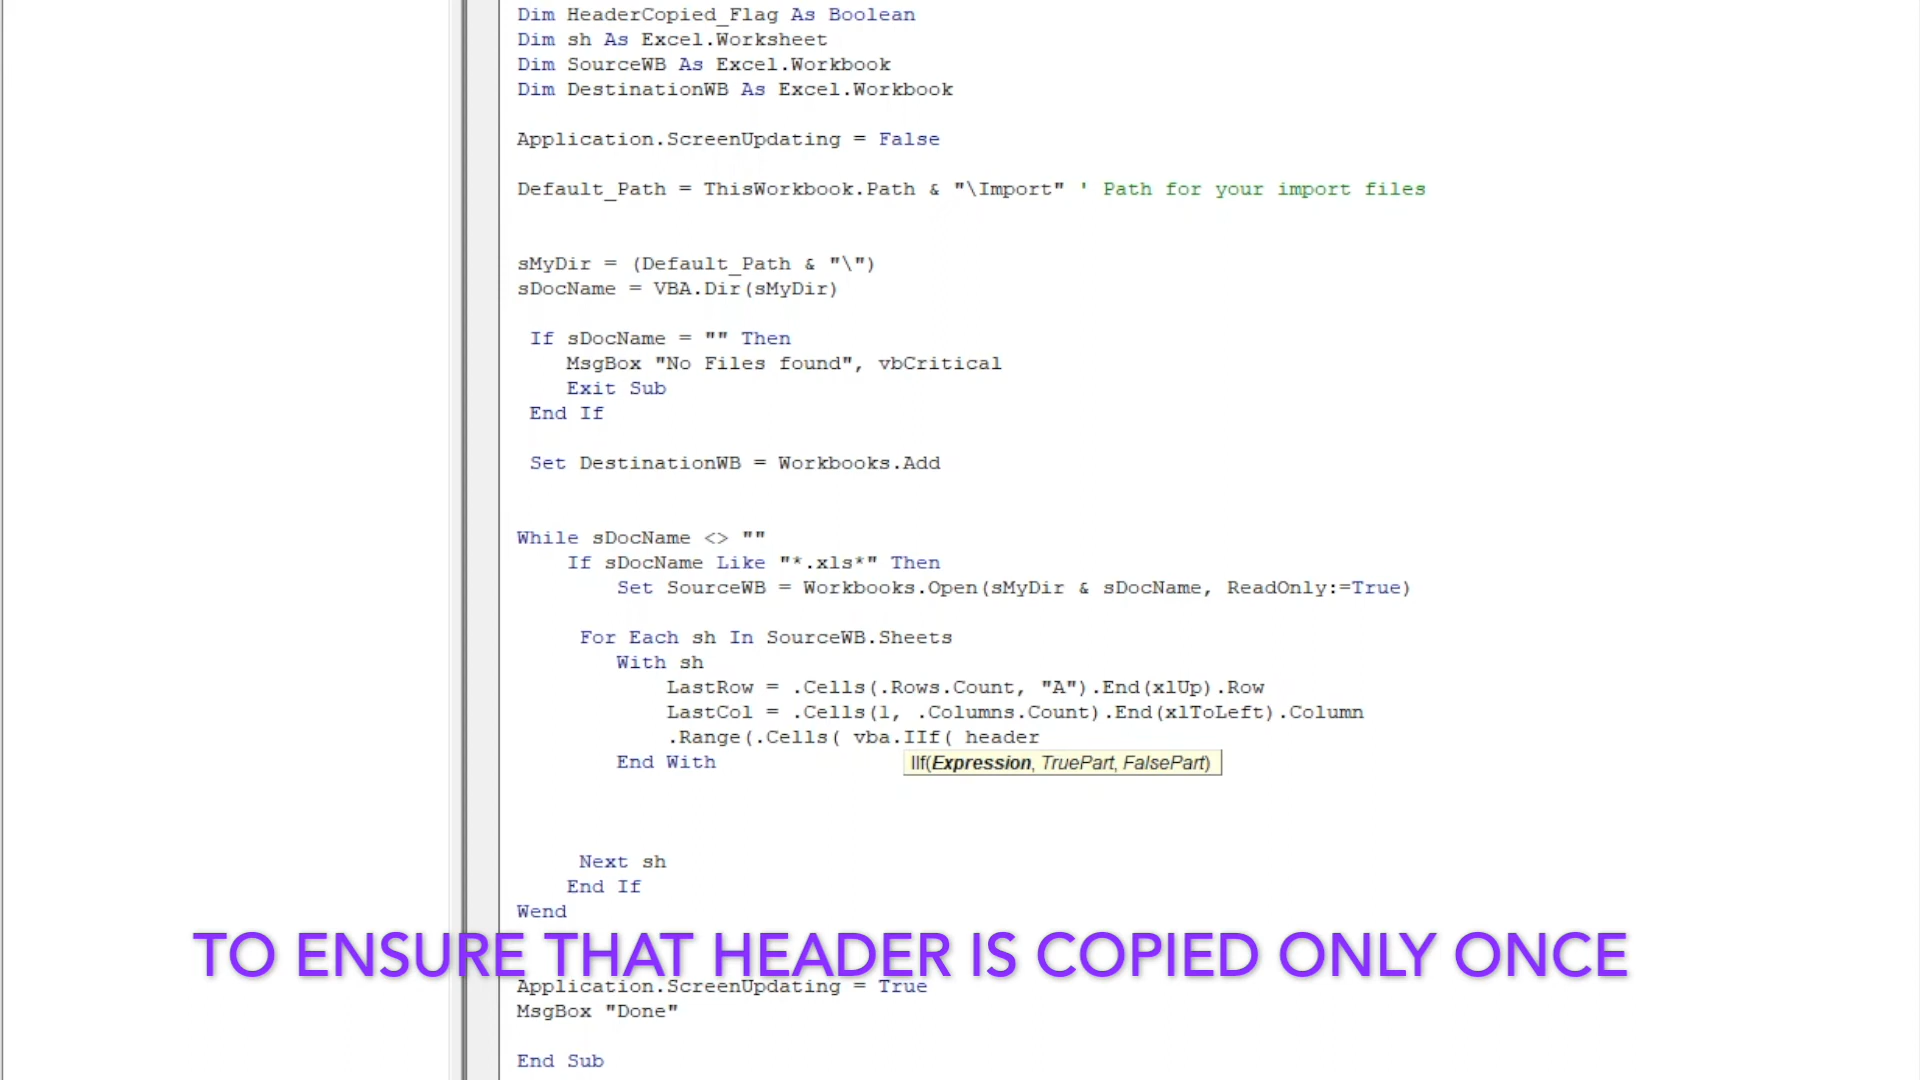 Dim HeaderCopied_Flag As Boolean
Dim sh As Excel.Worksheet
Dim SourceWB As Excel.Workbook
Dim DestinationWB As Excel.Workbook
Application.ScreenUpdating = False
Default_Path = ThisWorkbook.Path & "\Import" ' Path for your import files
sMyDir = (Default_Path & "\")
sDocName = VBA.Dir(sMyDir)
If sDocName = "" Then
MsgBox "No Files found", vbCritical
Exit Sub
End If
Set DestinationWB = Workbooks.Add
While sDocName <> ""
If sDocName Like "*.xls*" Then
Set SourceWB = Workbooks.Open(sMyDir & sDocName, ReadOnly:=True)
For Each sh In SourceWB.Sheets
With sh
LastRow = .Cells(.Rows.Count, "A").End(xlUp).Row
LastCol = .Cells(1, .Columns.Count).End(xlToLeft).Column
.Range(.Cells( vba.IIf( header
End With
IIf(Expression, TruePart, FalsePart)
Next sh
End If
Wend
TO ENSURE THAT HEADER IS COPIED ONLY ONCE
Application.ScreenUpdating = True
MsgBox "Done"
End Sub